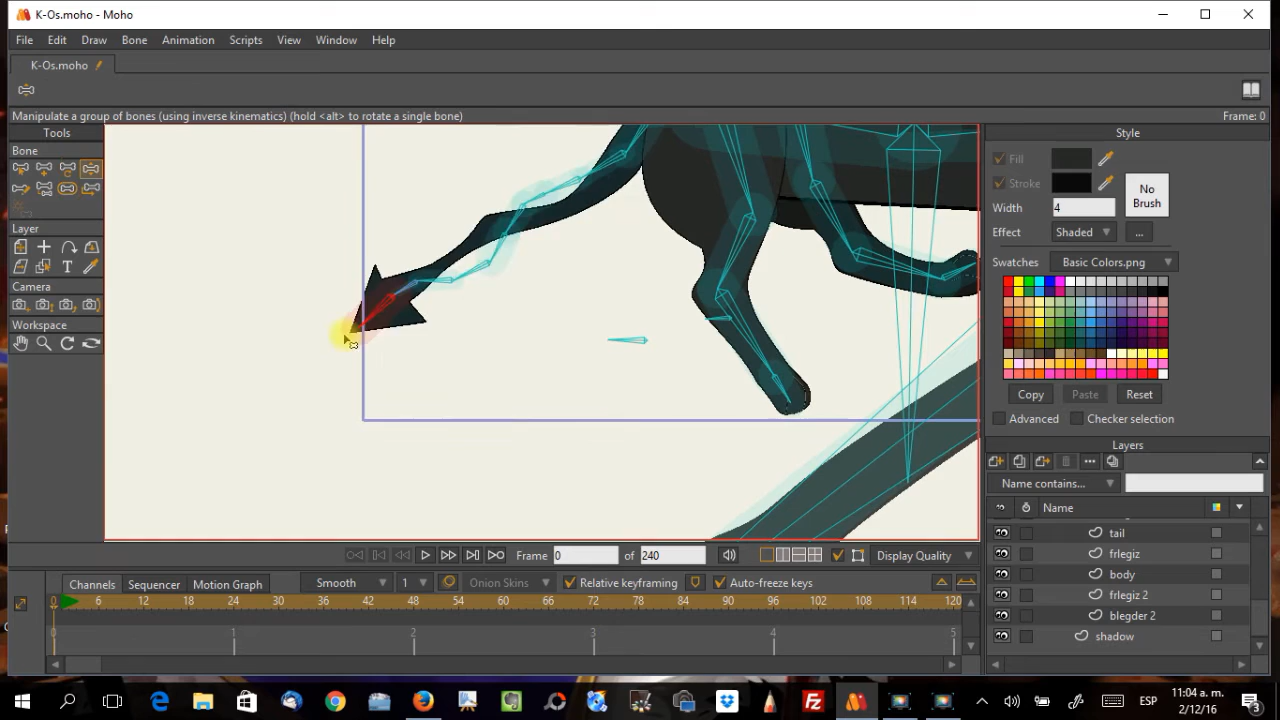 K-Os.moho - Moho
File Edit Draw Bone Animation Scripts View Window Help
K-Os.moho
Manipulate a group of bones (using inverse kinematics) (hold <alt> to rotate a single bone) Frame: 0
Tools Style
Bone
Fill
Stroke
No Brush
Width 4
Effect Shaded ...
Layer
Swatches Basic Colors.png
Camera
Workspace
Copy Paste Reset
Advanced Checker selection
Layers
Name contains...
Name
tail
frlegiz
body
frlegiz 2
blegder 2
shadow
Frame 0 of 240 Display Quality
Channels Sequencer Motion Graph Smooth 1 Onion Skins Relative keyframing Auto-freeze keys
0 6 12 18 24 30 36 42 48 54 60 66 72 78 84 90 96 102 108 114 120
0 1 2 3 4 5
ESP
11:04 a. m.
2/12/16
3